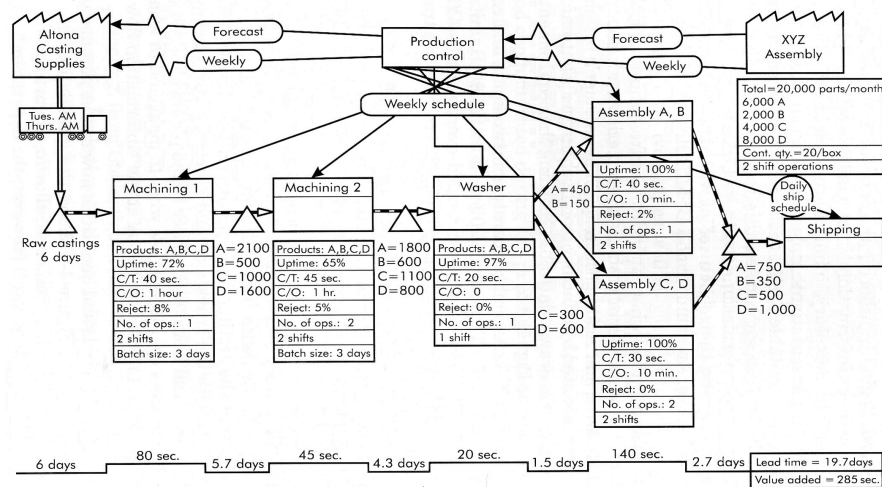 Altona
Casting
Supplies
Forecast
Weekly
Production
control
Forecast
Weekly
XYZ
Assembly
Weekly schedule
Tues. AM
Thurs. AM
Total=20,000 parts/month
6,000 A
2,000 B
4,000 C
8,000 D
Cont. qty.=20/box
2 shift operations
Daily
ship
schedule
Raw castings
6 days
Machining 1
Products: A,B,C,D
Uptime: 72%
C/T: 40 sec.
C/O: 1 hour
Reject: 8%
No. of ops.: 1
2 shifts
Batch size: 3 days
A=2100
B=500
C=1000
D=1600
Machining 2
Products: A,B,C,D
Uptime: 65%
C/T: 45 sec.
C/O: 1 hr.
Reject: 5%
No. of ops.: 2
2 shifts
Batch size: 3 days
A=1800
B=600
C=1100
D=800
Washer
Products: A,B,C,D
Uptime: 97%
C/T: 20 sec.
C/O: 0
Reject: 0%
No. of ops.: 1
1 shift
A=450
B=150
C=300
D=600
Assembly A, B
Uptime: 100%
C/T: 40 sec.
C/O: 10 min.
Reject: 2%
No. of ops.: 1
2 shifts
Assembly C, D
Uptime: 100%
C/T: 30 sec.
C/O: 10 min.
Reject: 0%
No. of ops.: 2
2 shifts
A=750
B=350
C=500
D=1,000
Shipping
6 days
80 sec.
5.7 days
45 sec.
4.3 days
20 sec.
1.5 days
140 sec.
2.7 days
Lead time = 19.7days
Value added = 285 sec.